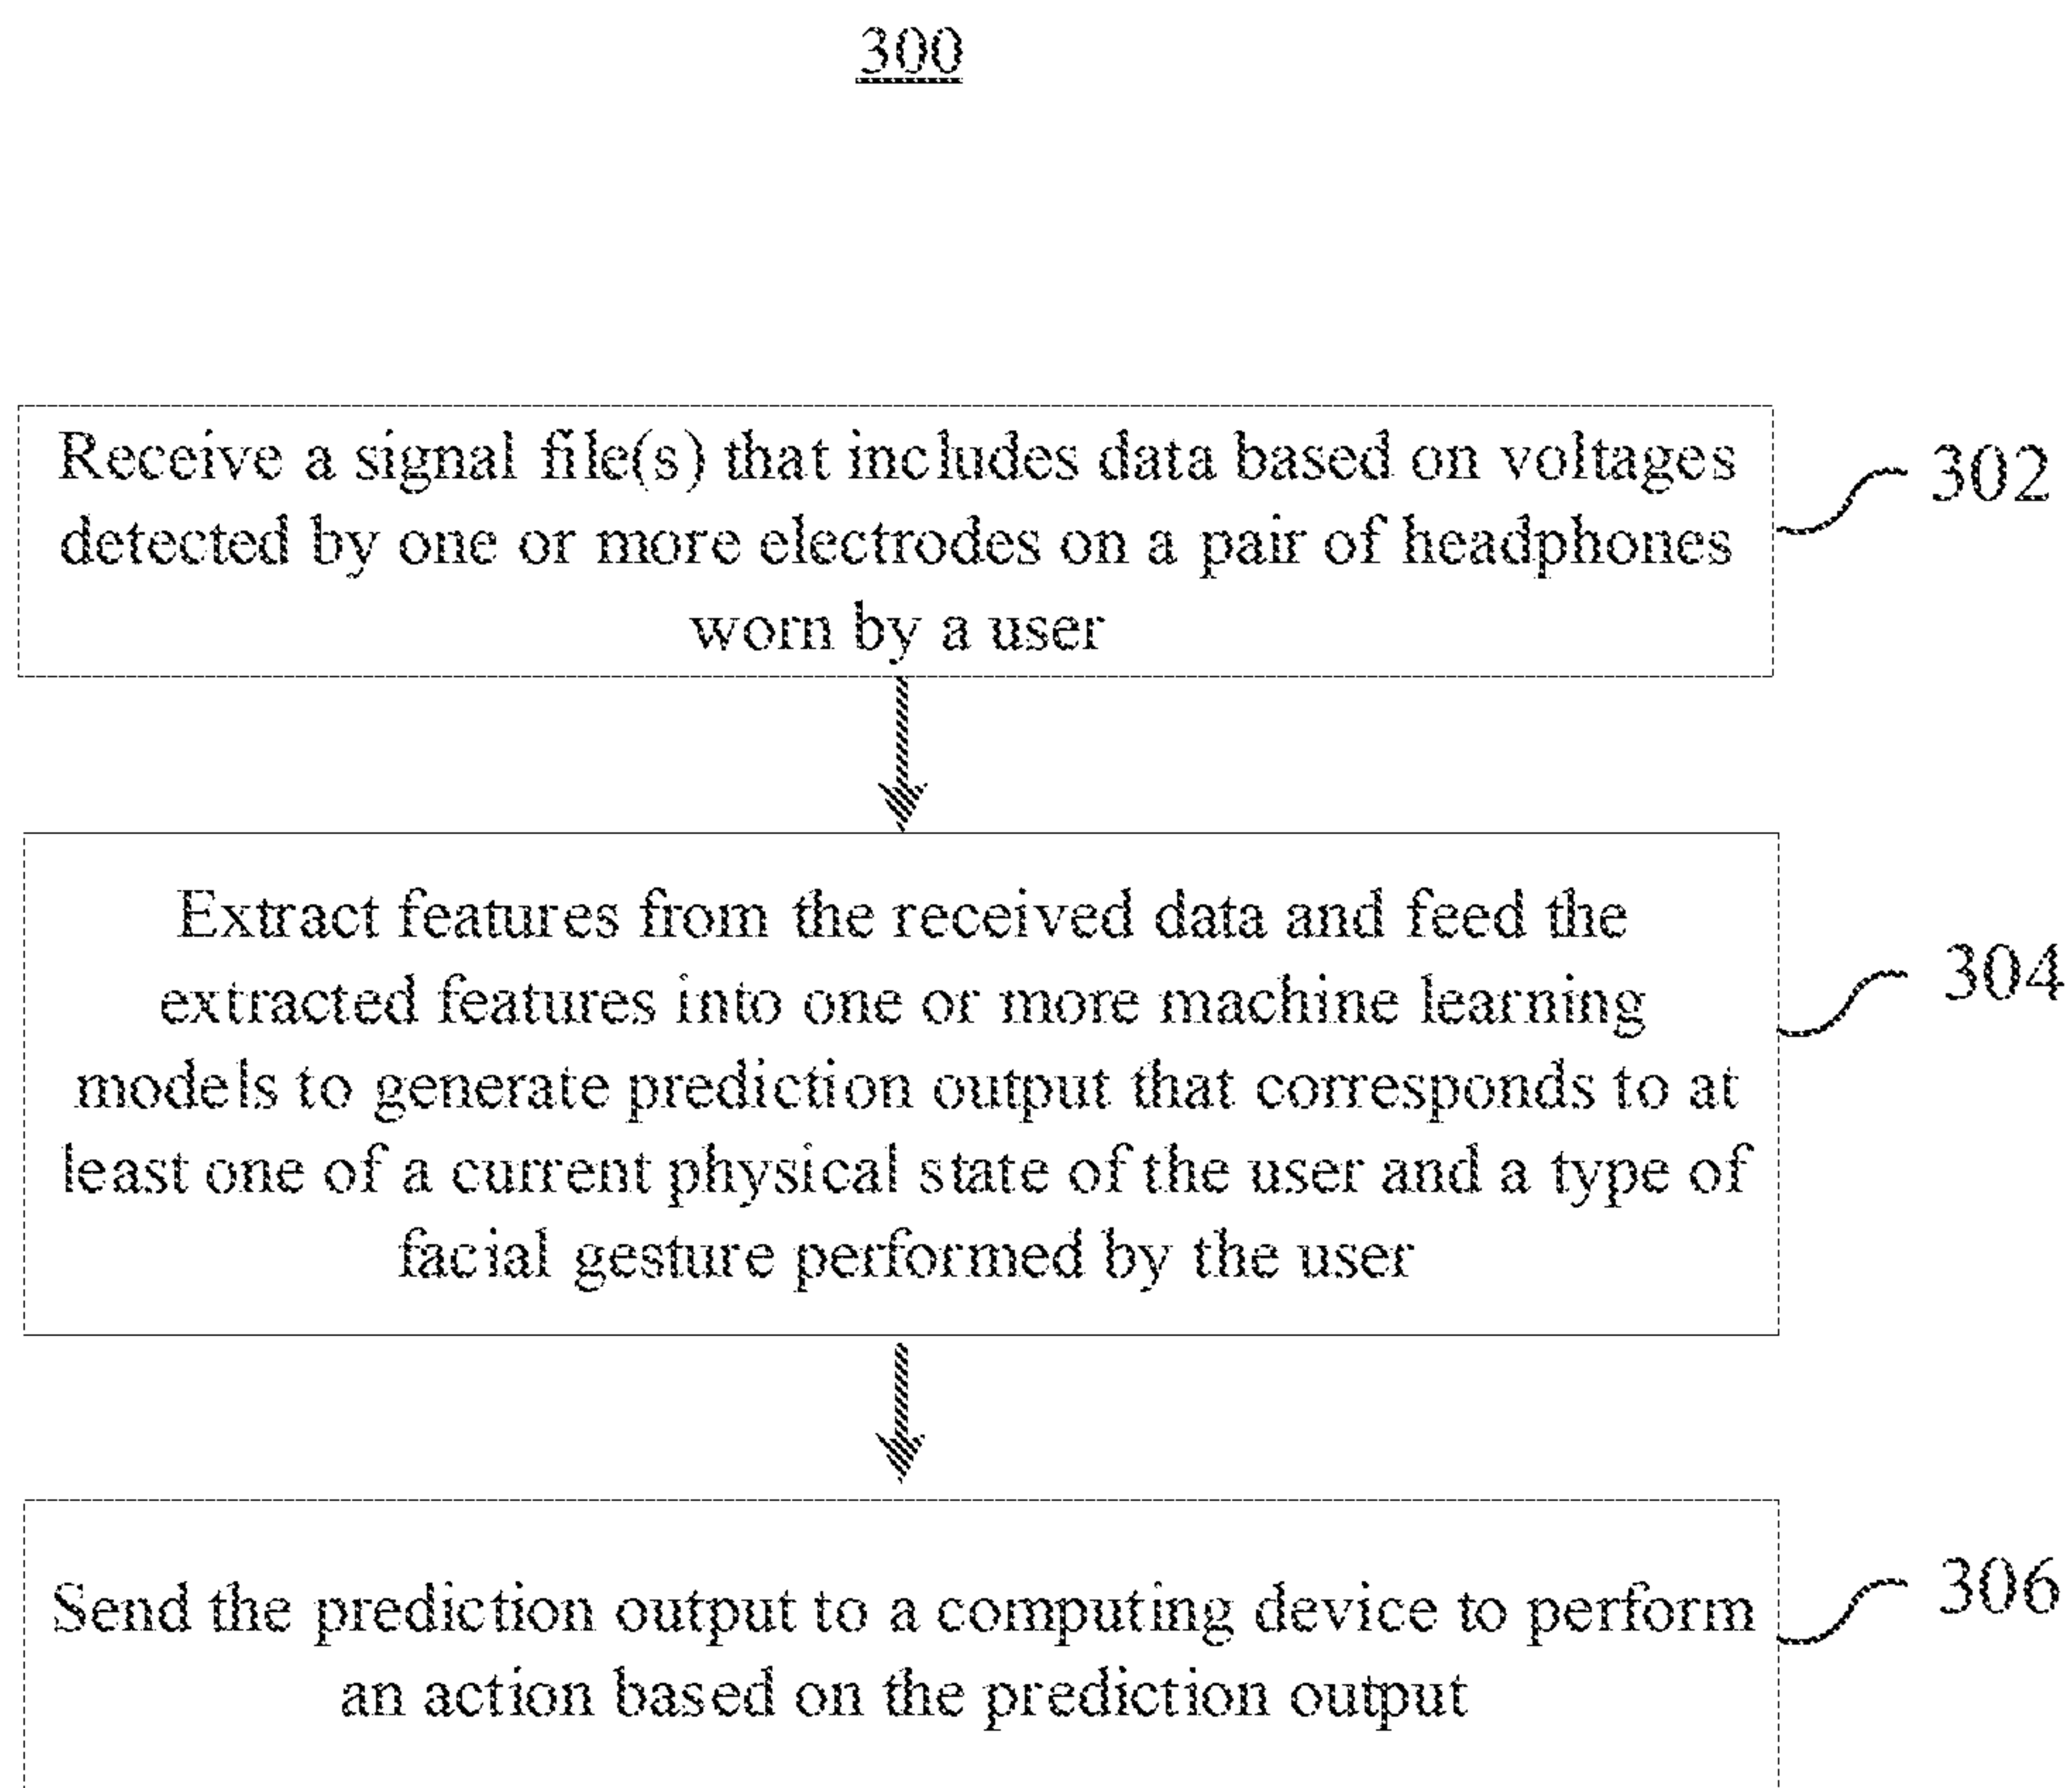 300
Receive a signal file(s) that includes data based on voltages
detected by one or more electrodes on a pair of headphones
worn by a user
302
Extract features from the received data and feed the
extracted features into one or more machine learning
models to generate prediction output that corresponds to at
least one of a current physical state of the user and a type of
facial gesture performed by the user
304
Send the prediction output to a computing device to perform
an action based on the prediction output
306